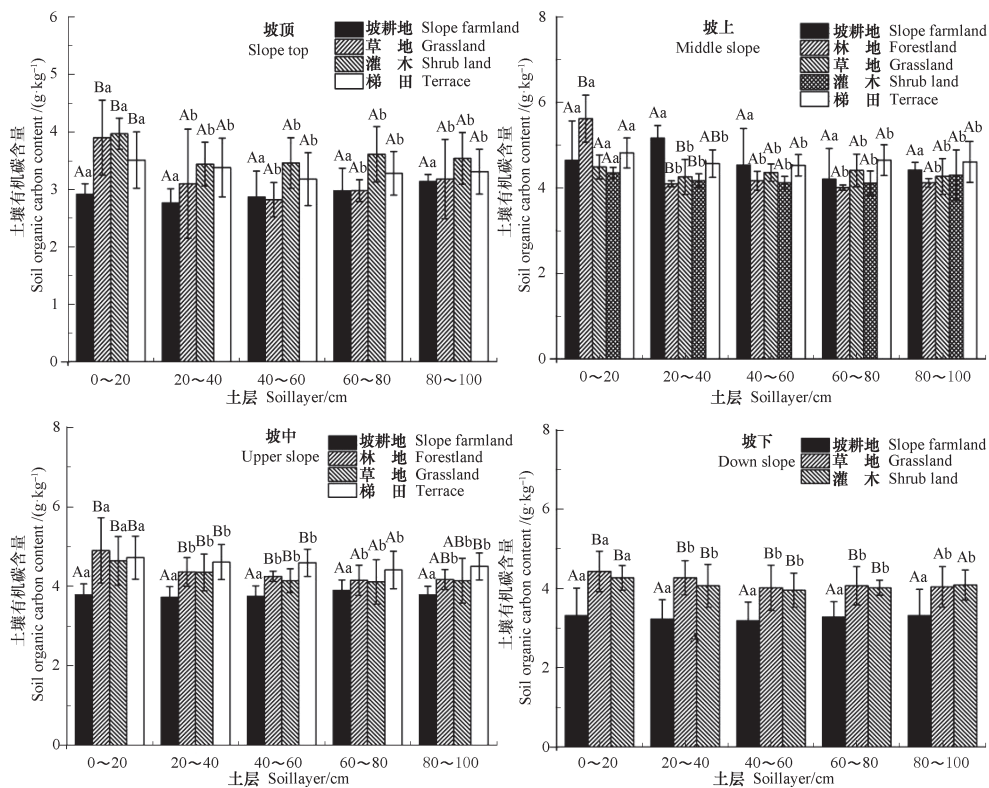 坡顶
Slope top
坡耕地 Slope farmland
草 地 Grassland
灌 木 Shrub land
梯 田 Terrace
土壤有机碳含量
Soil organic carbon content /(g·kg⁻¹)
6
5
4
3
2
1
0
Aa Ba Ba Ba
Aa Ab Ab Ab
Aa Aa Ab Ab
Aa Aa Ab Ab
Aa Aa Ab Ab
0～20 20～40 40～60 60～80 80～100
土层 Soillayer/cm
坡上
Middle slope
坡耕地 Slope farmland
林 地 Forestland
草 地 Grassland
灌 木 Shrub land
梯 田 Terrace
土壤有机碳含量
Soil organic carbon content /(g·kg⁻¹)
8
6
4
2
0
Aa Ba Aa Aa Aa
Aa Bb Bb Bb ABb
Aa Ab Ab Ab Ab
Aa Ab Ab Ab Ab
Aa Ab Ab Ab Ab
0～20 20～40 40～60 60～80 80～100
土层 Soillayer/cm
坡中
Upper slope
坡耕地 Slope farmland
林 地 Forestland
草 地 Grassland
梯 田 Terrace
土壤有机碳含量
Soil organic carbon content /(g·kg⁻¹)
8
6
4
2
0
Aa Ba Ba Ba
Aa Bb Bb Bb
Aa Bb Bb Bb
Aa Ab Ab Ab
Aa ABb ABb Bb
0～20 20～40 40～60 60～80 80～100
土层 Soillayer/cm
坡下
Down slope
坡耕地 Slope farmland
草 地 Grassland
灌 木 Shrub land
土壤有机碳含量
Soil organic carbon content /(g·kg⁻¹)
8
6
4
2
0
Aa Ba Ba
Aa Bb Bb
Aa Bb Bb
Aa Bb Bb
Aa Ab Ab
0～20 20～40 40～60 60～80 80～100
土层 Soillayer/cm